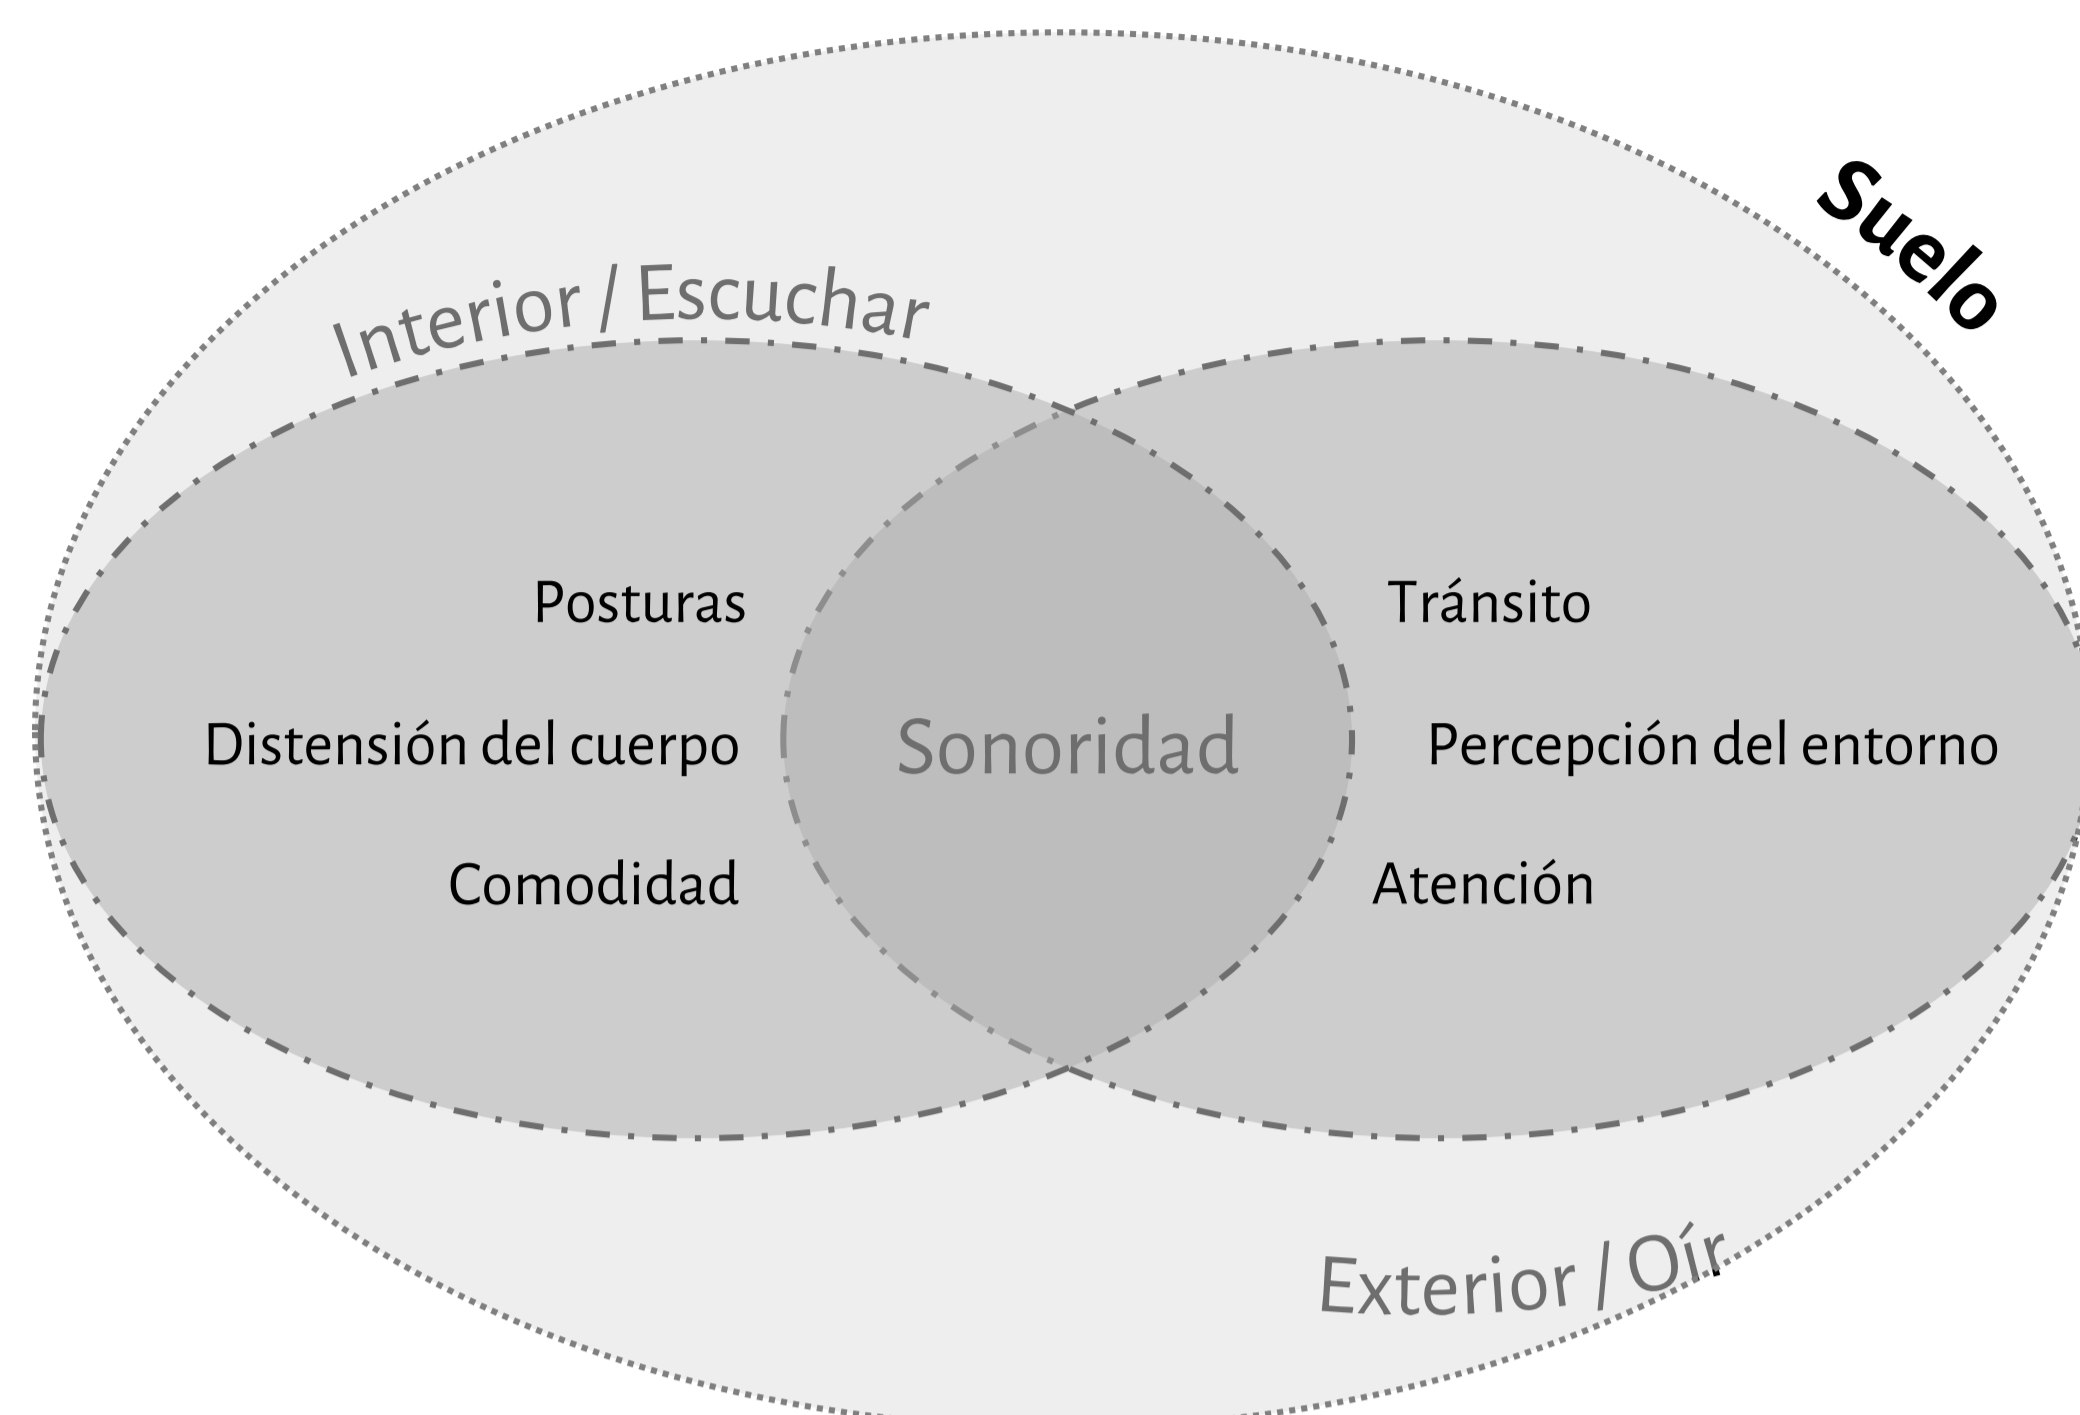 Suelo
Interior / Escuchar
Posturas
Distensión del cuerpo
Comodidad
Sonoridad
Tránsito
Percepción del entorno
Atención
Exterior / Oír